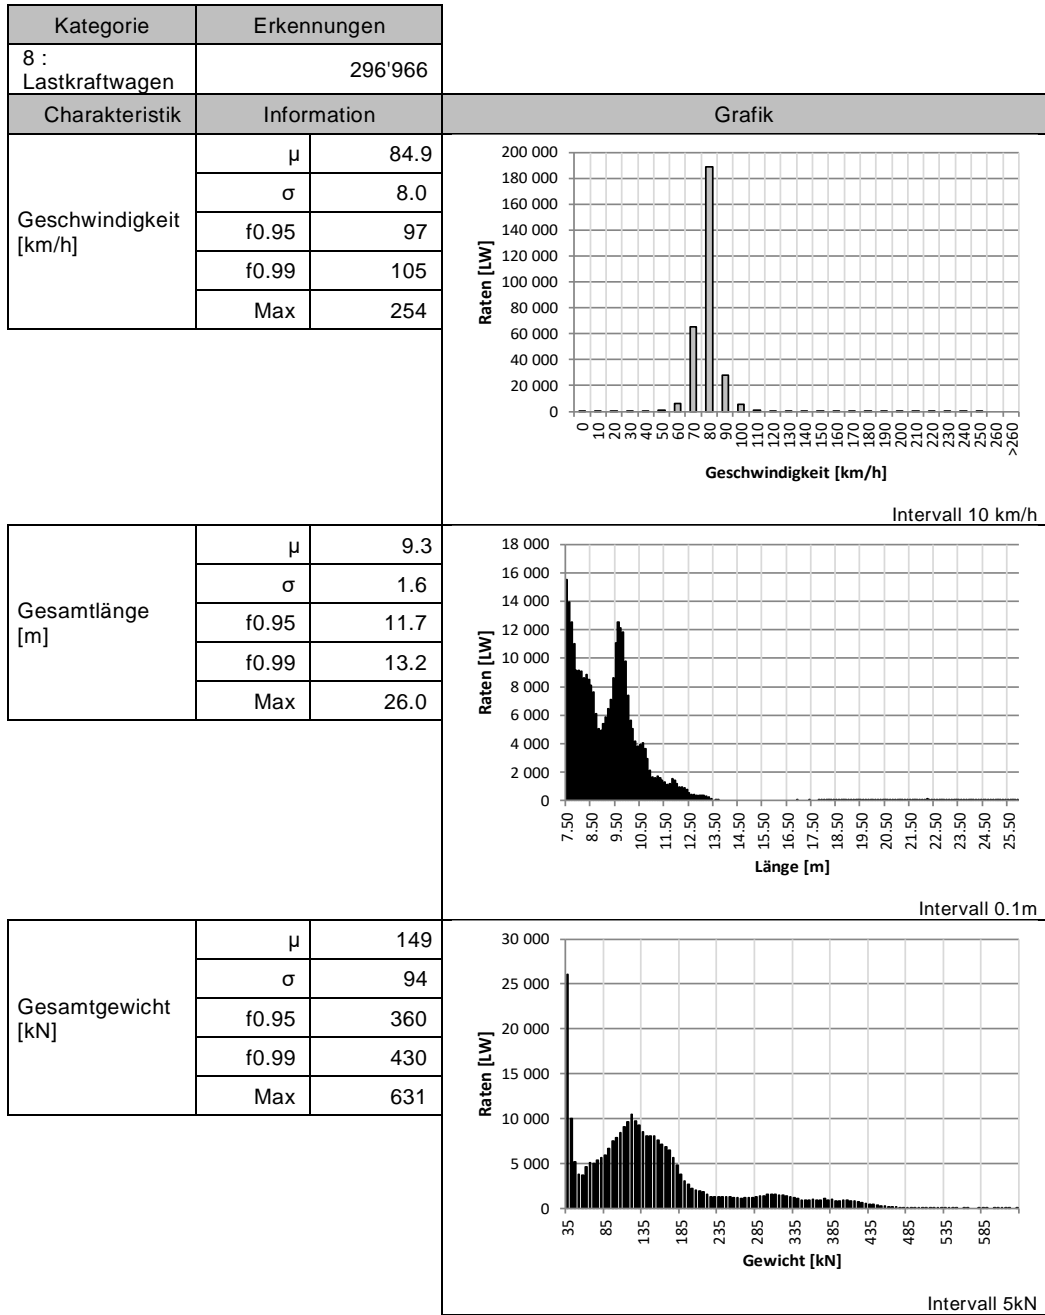 Kategorie Erkennungen
8 :
Lastkraftwagen 296'966
Charakteristik Information Grafik
Geschwindigkeit
[km/h]
µ 84.9
σ 8.0
f0.95 97
f0.99 105
Max 254
200 000
180 000
160 000
140 000
120 000
100 000
80 000
60 000
40 000
20 000
0
Raten [LW]
0 10 20 30 40 50 60 70 80 90 100 110 120 130 140 150 160 170 180 190 200 210 220 230 240 250 260 >260
Geschwindigkeit [km/h]
Intervall 10 km/h
Gesamtlänge
[m]
µ 9.3
σ 1.6
f0.95 11.7
f0.99 13.2
Max 26.0
18 000
16 000
14 000
12 000
10 000
8 000
6 000
4 000
2 000
0
Raten [LW]
7.50 8.50 9.50 10.50 11.50 12.50 13.50 14.50 15.50 16.50 17.50 18.50 19.50 20.50 21.50 22.50 23.50 24.50 25.50
Länge [m]
Intervall 0.1m
Gesamtgewicht
[kN]
µ 149
σ 94
f0.95 360
f0.99 430
Max 631
30 000
25 000
20 000
15 000
10 000
5 000
0
Raten [LW]
35 85 135 185 235 285 335 385 435 485 535 585
Gewicht [kN]
Intervall 5kN